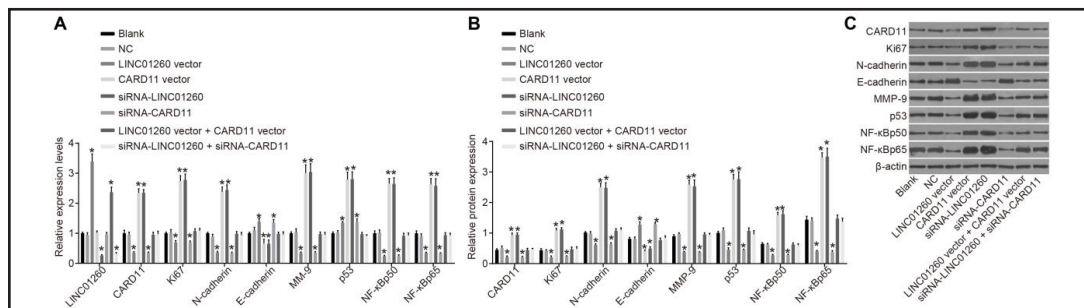 A
Blank
NC
LINC01260 vector
CARD11 vector
siRNA-LINC01260
siRNA-CARD11
LINC01260 vector + CARD11 vector
siRNA-LINC01260 + siRNA-CARD11
Relative expression levels
4
3
2
1
0
LINC01260
CARD11
Ki67
N-cadherin
E-cadherin
MM-9
p53
NF-κBp50
NF-κBp65
B
Blank
NC
LINC01260 vector
CARD11 vector
siRNA-LINC01260
siRNA-CARD11
LINC01260 vector + CARD11 vector
siRNA-LINC01260 + siRNA-CARD11
Relative protein expression
4
3
2
1
0
CARD11
Ki67
N-cadherin
E-cadherin
MMP-9
p53
NF-κBp50
NF-κBp65
C
CARD11
Ki67
N-cadherin
E-cadherin
MMP-9
p53
NF-κBp50
NF-κBp65
β-actin
Blank
NC
LINC01260 vector
CARD11 vector
siRNA-LINC01260
siRNA-CARD11
LINC01260 vector + CARD11 vector
siRNA-LINC01260 + siRNA-CARD11